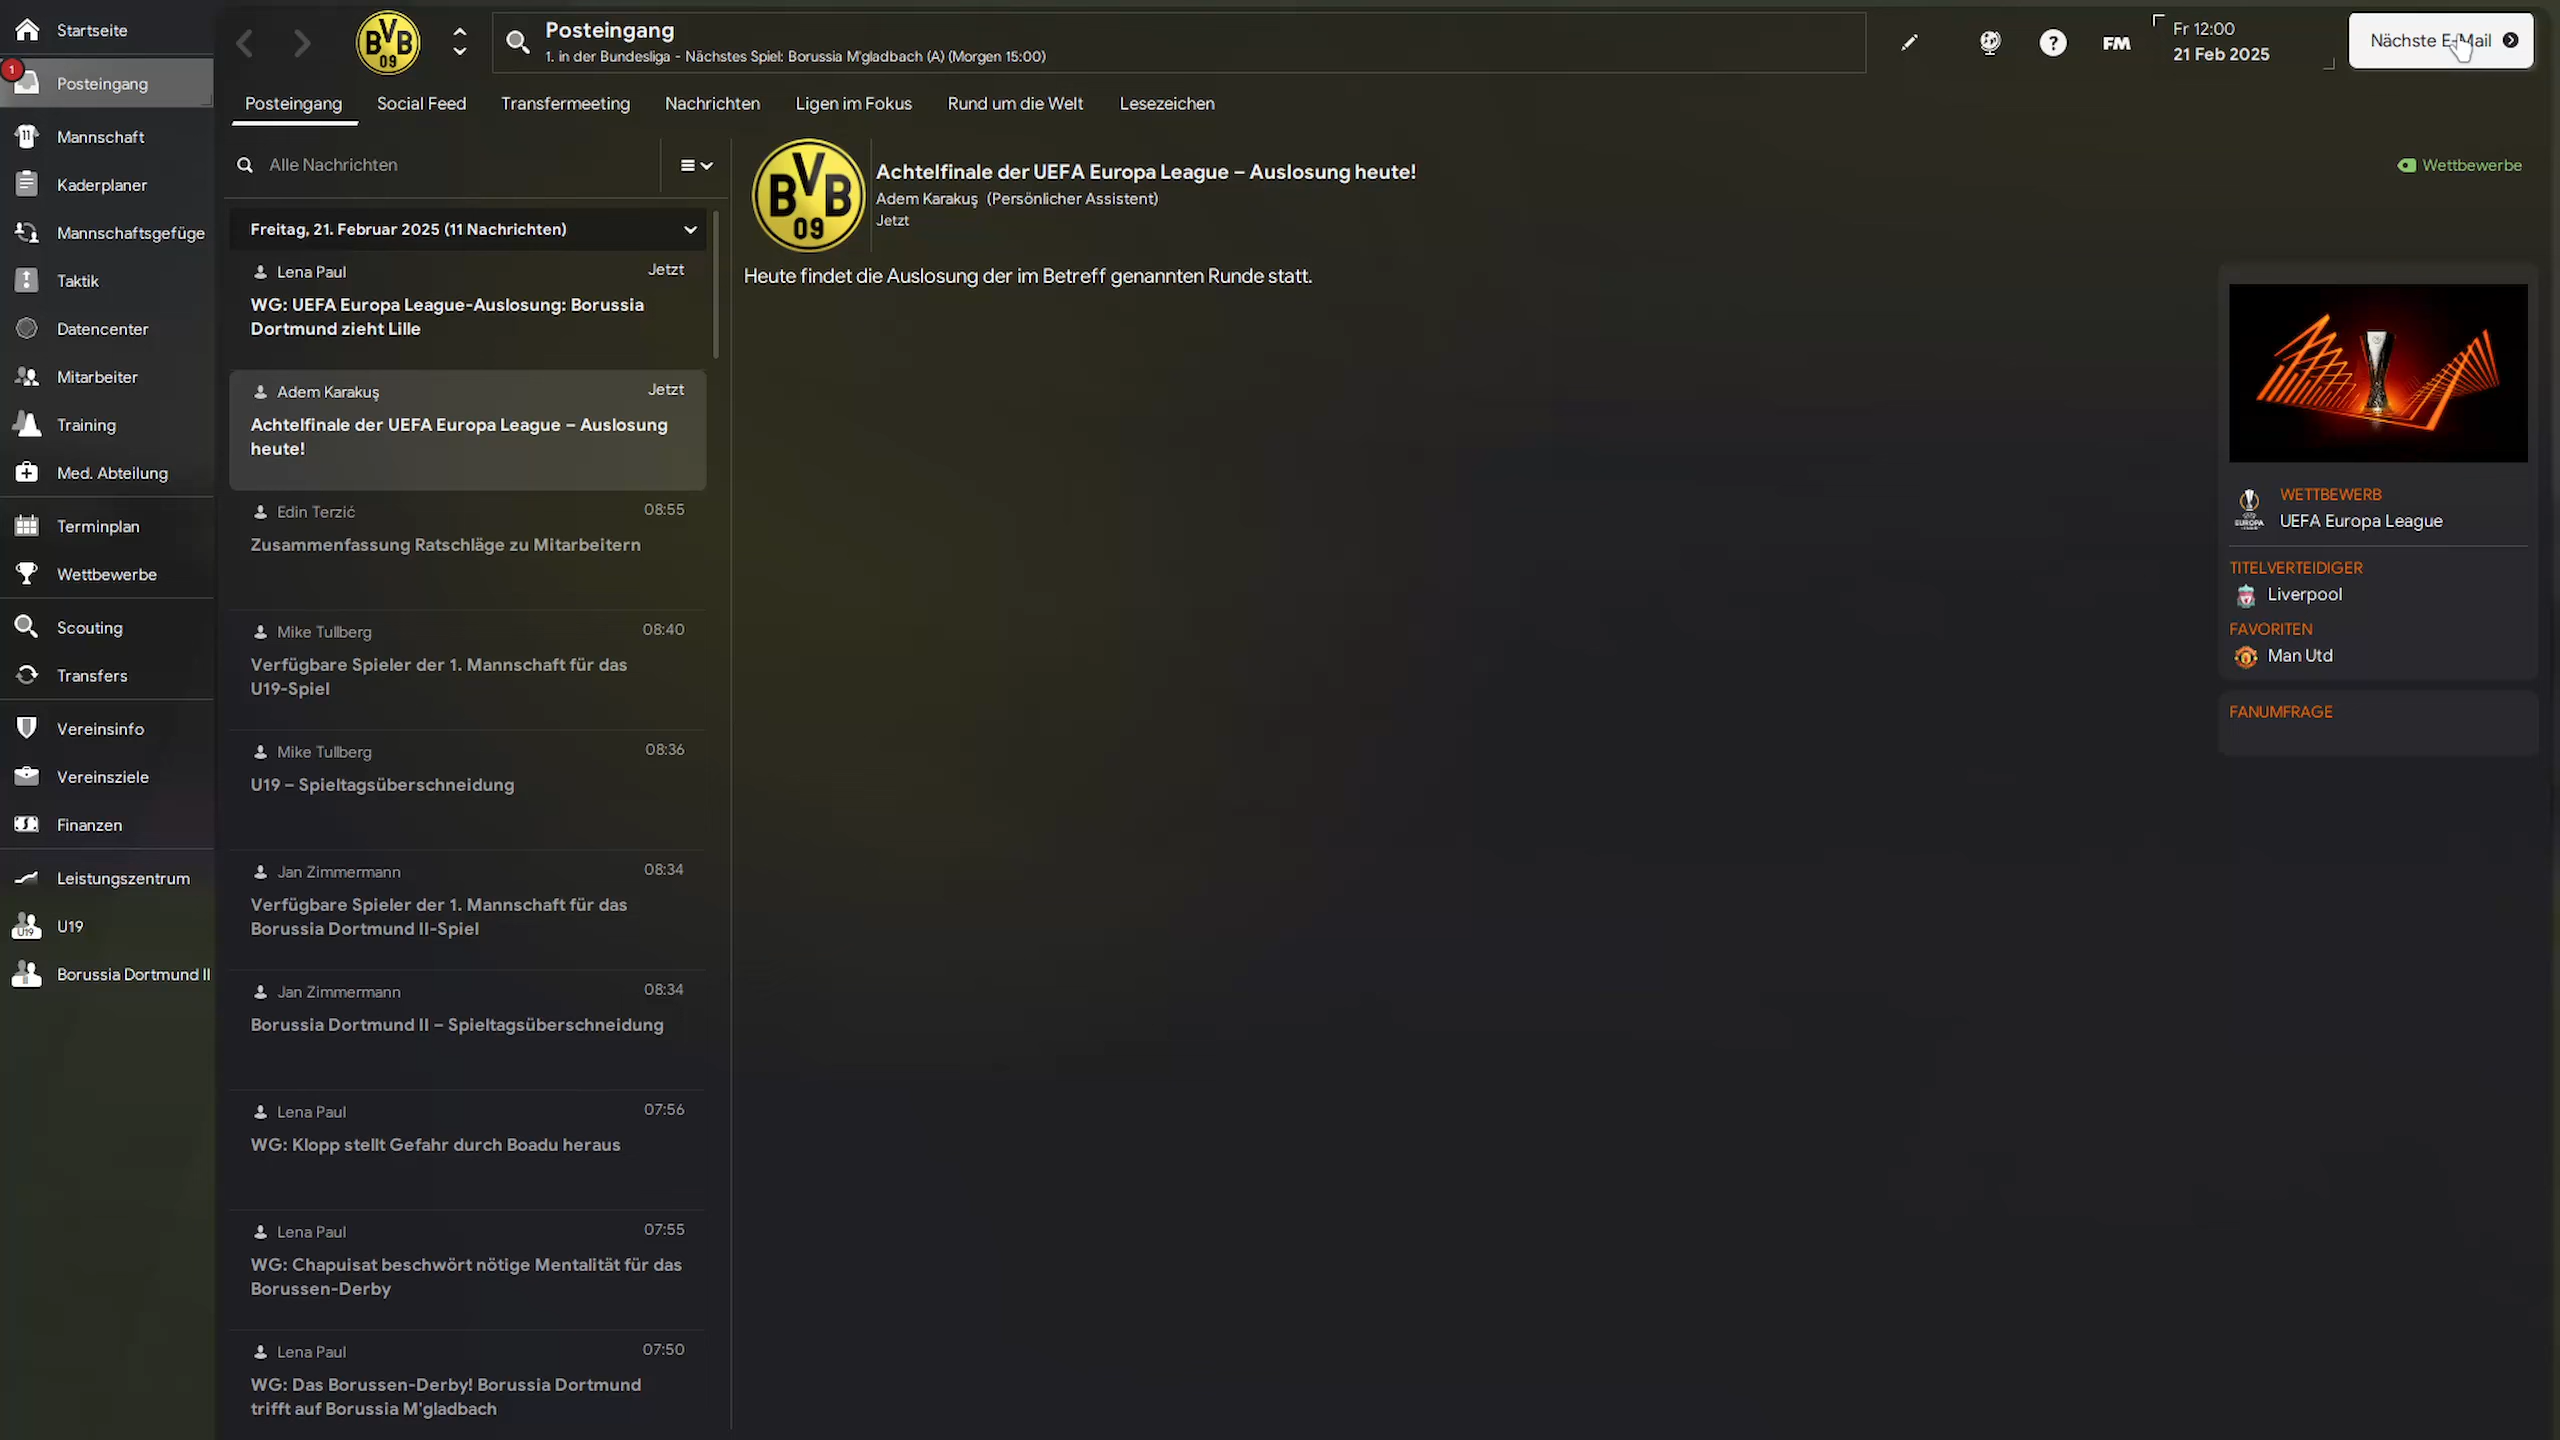 Startseite
1
Posteingang
11
Mannschaft
Kaderplaner
Mannschaftsgefüge
Taktik
Datencenter
Mitarbeiter
Training
Med. Abteilung
Terminplan
Wettbewerbe
Scouting
Transfers
Vereinsinfo
Vereinsziele
Finanzen
Leistungszentrum
U19
U19
Borussia Dortmund II
BVB
09
Posteingang
1. in der Bundesliga - Nächstes Spiel: Borussia M'gladbach (A) (Morgen 15:00)
?
FM
Fr 12:00
21 Feb 2025
Nächste E-Mail
Posteingang Social Feed Transfermeeting Nachrichten Ligen im Fokus Rund um die Welt Lesezeichen
Alle Nachrichten
Freitag, 21. Februar 2025 (11 Nachrichten)
Lena Paul Jetzt
WG: UEFA Europa League-Auslosung: Borussia
Dortmund zieht Lille
Adem Karakuş Jetzt
Achtelfinale der UEFA Europa League – Auslosung
heute!
Edin Terzić 08:55
Zusammenfassung Ratschläge zu Mitarbeitern
Mike Tullberg 08:40
Verfügbare Spieler der 1. Mannschaft für das
U19-Spiel
Mike Tullberg 08:36
U19 – Spieltagsüberschneidung
Jan Zimmermann 08:34
Verfügbare Spieler der 1. Mannschaft für das
Borussia Dortmund II-Spiel
Jan Zimmermann 08:34
Borussia Dortmund II – Spieltagsüberschneidung
Lena Paul 07:56
WG: Klopp stellt Gefahr durch Boadu heraus
Lena Paul 07:55
WG: Chapuisat beschwört nötige Mentalität für das
Borussen-Derby
Lena Paul 07:50
WG: Das Borussen-Derby! Borussia Dortmund
trifft auf Borussia M'gladbach
BVB
09
Achtelfinale der UEFA Europa League – Auslosung heute!
Adem Karakuş (Persönlicher Assistent)
Jetzt
Wettbewerbe
Heute findet die Auslosung der im Betreff genannten Runde statt.
EUROPA
WETTBEWERB
UEFA Europa League
TITELVERTEIDIGER
Liverpool
FAVORITEN
Man Utd
FANUMFRAGE